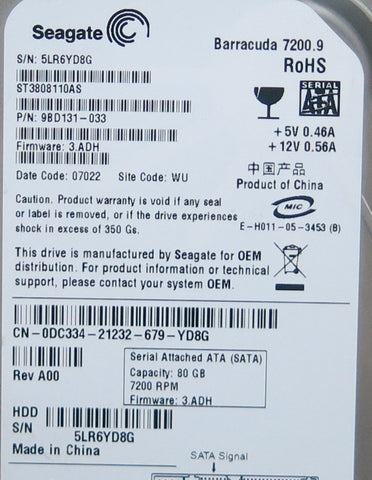 Seagate
Barracuda 7200.9
RoHS
S/N: 5LR6YD8G
ST3808110AS
SERIAL
ATA
P/N: 9BD131-033
+5V 0.46A
+12V 0.56A
Firmware: 3.ADH
中国产品
Product of China
Date Code: 07022 Site Code: WU
Caution. Product warranty is void if any seal
or label is removed, or if the drive experiences
shock in excess of 350 Gs.
MIC
E-H011-05-3453 (B)
This drive is manufactured by Seagate for OEM
distribution. For product information or technical
support, please contact your system OEM.
CN-0DC334-21232-679-YD8G
Rev A00
Serial Attached ATA (SATA)
Capacity: 80 GB
7200 RPM
Firmware: 3.ADH
HDD
S/N
5LR6YD8G
Made in China
SATA Signal